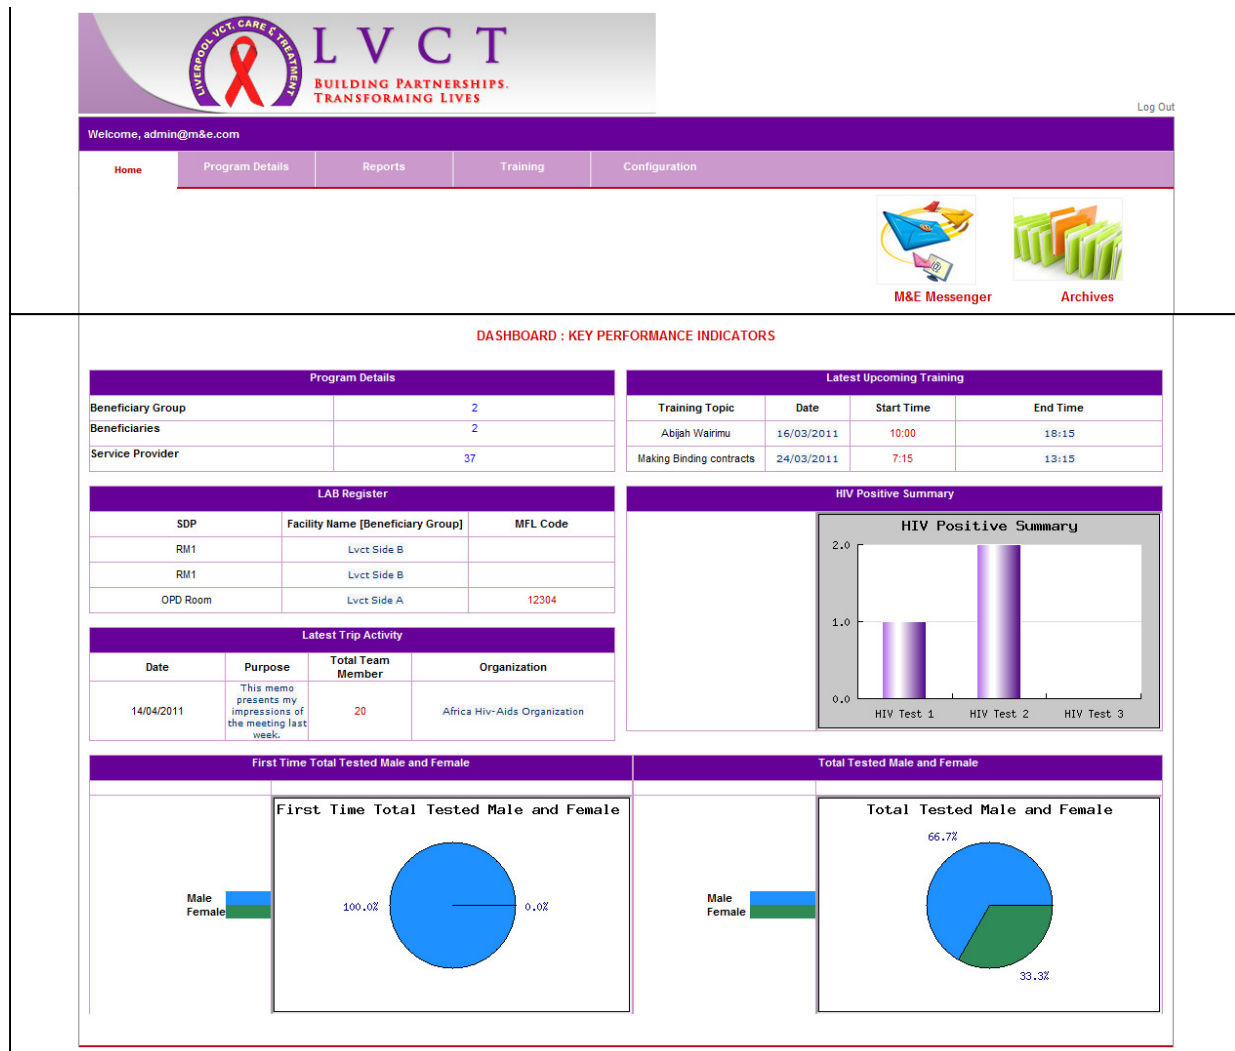 LIVERPOOL VCT, CARE & TREATMENT
LVCT
BUILDING PARTNERSHIPS.
TRANSFORMING LIVES
Log Out
Welcome, admin@m&e.com
Home Program Details Reports Training Configuration
M&E Messenger Archives
DASHBOARD : KEY PERFORMANCE INDICATORS
Program Details
Beneficiary Group 2
Beneficiaries 2
Service Provider 37
Latest Upcoming Training
Training Topic Date Start Time End Time
Abijah Wairimu 16/03/2011 10:00 18:15
Making Binding contracts 24/03/2011 7:15 13:15
LAB Register
SDP Facility Name [Beneficiary Group] MFL Code
RM1 Lvct Side B
RM1 Lvct Side B
OPD Room Lvct Side A 12304
HIV Positive Summary
HIV Positive Summary
2.0
1.0
0.0
HIV Test 1 HIV Test 2 HIV Test 3
Latest Trip Activity
Date Purpose Total Team Member Organization
14/04/2011
This memo
presents my
impressions of
the meeting last
week.
20 Africa Hiv-Aids Organization
First Time Total Tested Male and Female
First Time Total Tested Male and Female
Male
Female
100.0% 0.0%
Total Tested Male and Female
Total Tested Male and Female
66.7%
Male
Female
33.3%